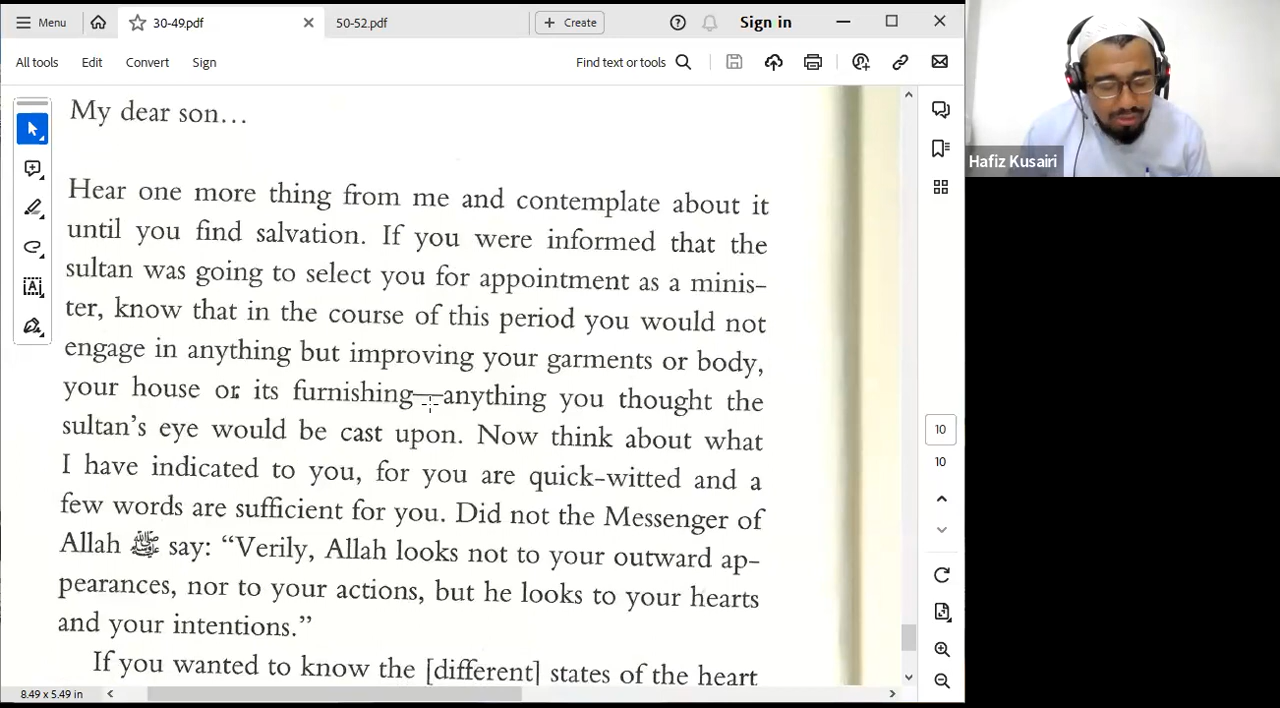 Menu
30-49.pdf
50-52.pdf
Create
Sign in
All tools
Edit
Convert
Sign
Find text or tools
My dear son...
Hear one more thing from me and contemplate about it
until you find salvation. If you were informed that the
sultan was going to select you for appointment as a minis-
ter, know that in the course of this period you would not
engage in anything but improving your garments or body,
your house or its furnishing—anything you thought the
sultan's eye would be cast upon. Now think about what
I have indicated to you, for you are quick-witted and a
few words are sufficient for you. Did not the Messenger of
Allah ﷺ say: "Verily, Allah looks not to your outward ap-
pearances, nor to your actions, but he looks to your hearts
and your intentions."
If you wanted to know the [different] states of the heart
10
10
8.49 x 5.49 in
Hafiz Kusairi